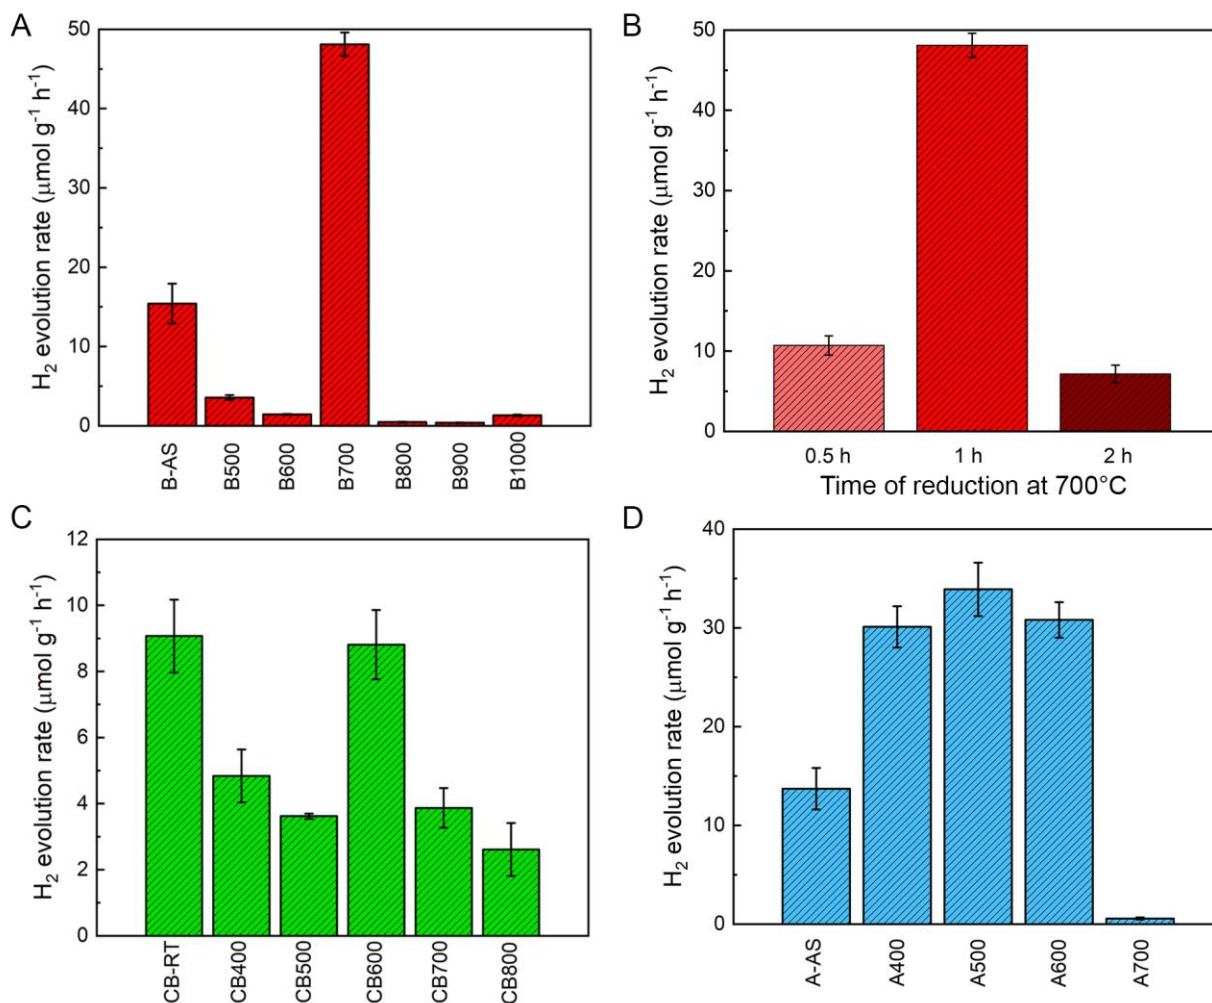 A
H₂ evolution rate (μmol g⁻¹ h⁻¹)
50
40
30
20
10
0
B-AS
B500
B600
B700
B800
B900
B1000
B
H₂ evolution rate (μmol g⁻¹ h⁻¹)
50
40
30
20
10
0
0.5 h
1 h
2 h
Time of reduction at 700°C
C
H₂ evolution rate (μmol g⁻¹ h⁻¹)
12
10
8
6
4
2
0
CB-RT
CB400
CB500
CB600
CB700
CB800
D
H₂ evolution rate (μmol g⁻¹ h⁻¹)
40
30
20
10
0
A-AS
A400
A500
A600
A700